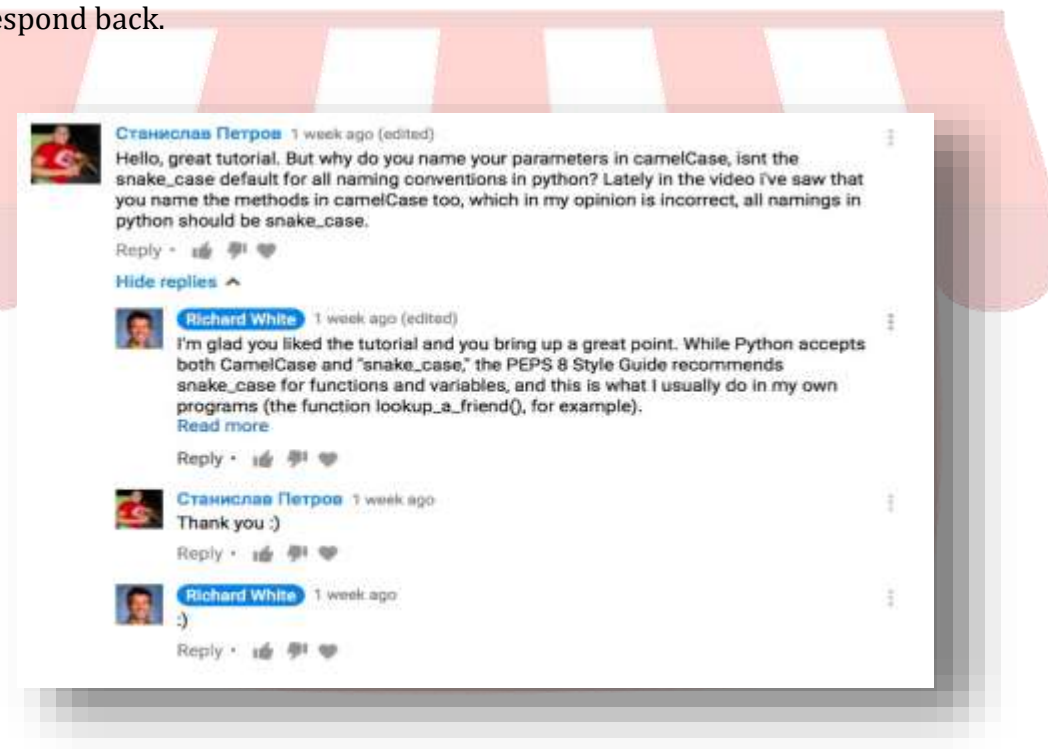 espond back.
Станислав Петров 1 week ago (edited)
Hello, great tutorial. But why do you name your parameters in camelCase, isnt the
snake_case default for all naming conventions in python? Lately in the video i've saw that
you name the methods in camelCase too, which in my opinion is incorrect, all namings in
python should be snake_case.
Reply •
Hide replies
Richard White 1 week ago (edited)
I'm glad you liked the tutorial and you bring up a great point. While Python accepts
both CamelCase and "snake_case," the PEPS 8 Style Guide recommends
snake_case for functions and variables, and this is what I usually do in my own
programs (the function lookup_a_friend(), for example).
Read more
Reply •
Станислав Петров 1 week ago
Thank you :)
Reply •
Richard White 1 week ago
:)
Reply •